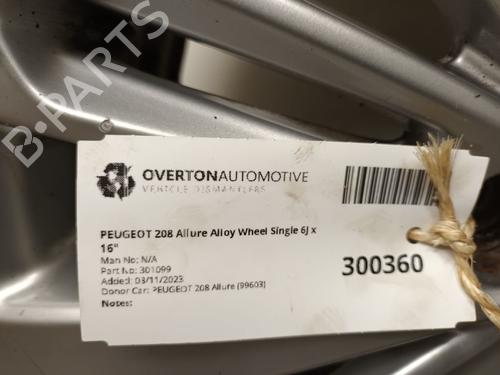 B-PARTS
OVERTONAUTOMOTIVE
VEHICLE DISMANTLERS
PEUGEOT 208 Allure Alloy Wheel Single 6J x
16"
Man No: N/A
Part No: 301099
Added: 03/11/2023
Donor Car: PEUGEOT 208 Allure (99603)
Notes:
300360